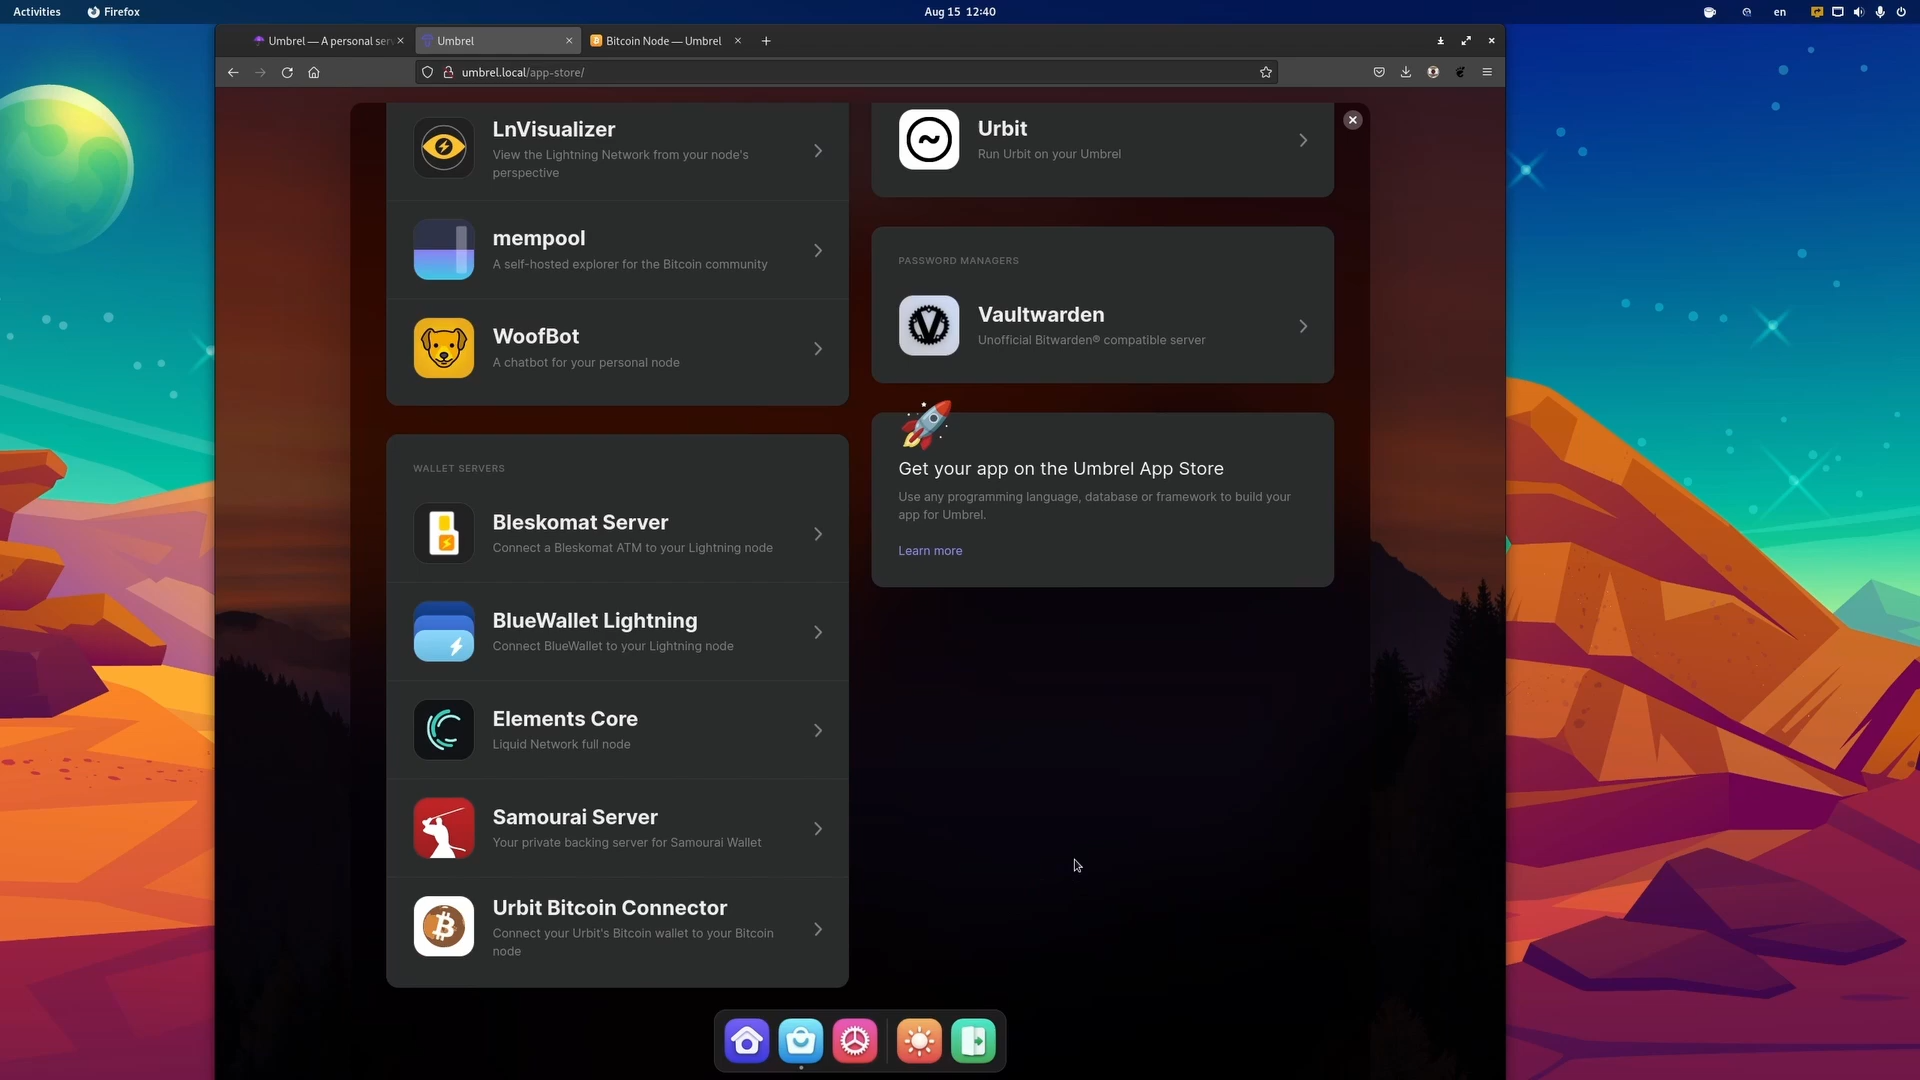 Activities
Firefox
Aug 15 12:40
en
Umbrel — A personal ser
Umbrel
Bitcoin Node — Umbrel
umbrel.local/app-store/
LnVisualizer
View the Lightning Network from your node's
perspective
mempool
A self-hosted explorer for the Bitcoin community
WoofBot
A chatbot for your personal node
WALLET SERVERS
Bleskomat Server
Connect a Bleskomat ATM to your Lightning node
BlueWallet Lightning
Connect BlueWallet to your Lightning node
Elements Core
Liquid Network full node
Samourai Server
Your private backing server for Samourai Wallet
Urbit Bitcoin Connector
Connect your Urbit's Bitcoin wallet to your Bitcoin
node
Urbit
Run Urbit on your Umbrel
PASSWORD MANAGERS
Vaultwarden
Unofficial Bitwarden® compatible server
Get your app on the Umbrel App Store
Use any programming language, database or framework to build your
app for Umbrel.
Learn more